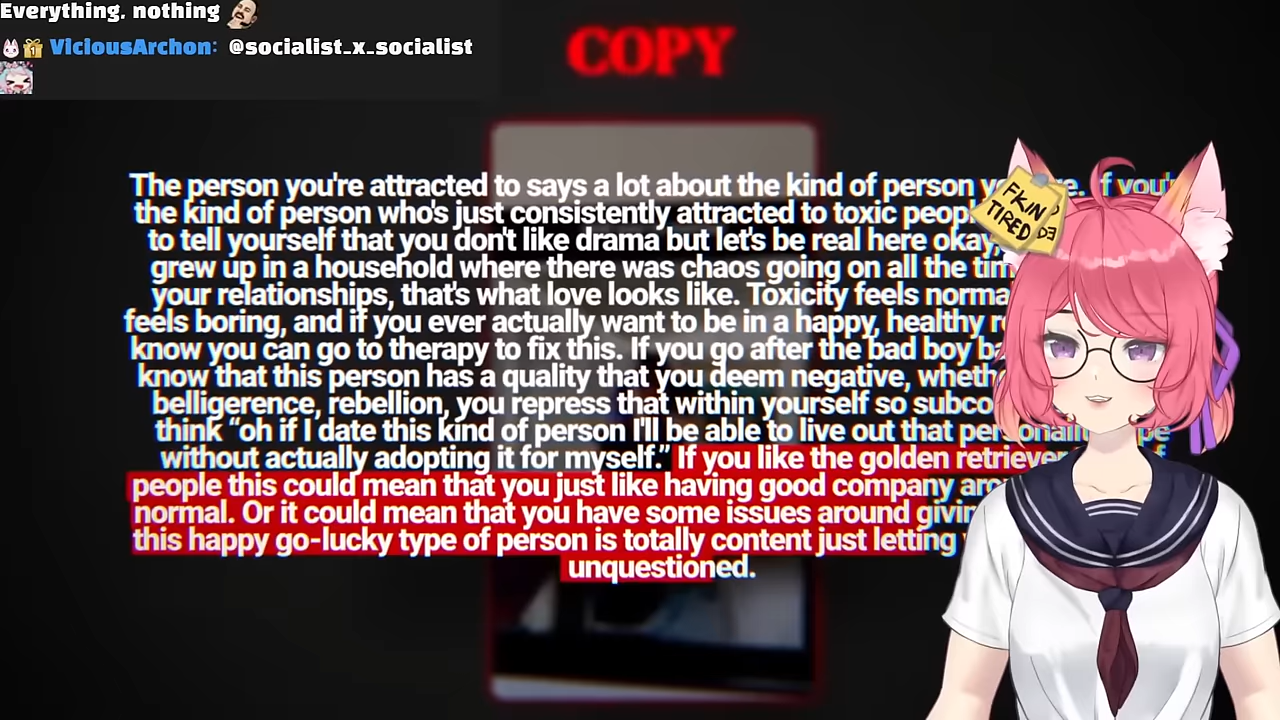 Everything, nothing
ViciousArchon: @socialist_x_socialist
COPY
The person you're attracted to says a lot about the kind of person If you'r
the kind of person who's just consistently attracted to toxic
to tell yourself that you don't like drama but let's be real here okay,
grew up in a household where there was chaos going on all the
your relationships, that's what love looks like. Toxicity feels
feels boring, and if you ever actually want to be in a happy, healthy
know you can go to therapy to fix this. If you go after the bad boy
know that this person has a quality that you deem negative,
belligerence, rebellion, you repress that within yourself so
think “oh if I date this kind of person I'll be able to live out that
without actually adopting it for myself.” If you like the golden retriever
people this could mean that you just like having good company
normal. Or it could mean that you have some issues around
this happy go-lucky type of person is totally content just letting
unquestioned.
FKIN
TIRED